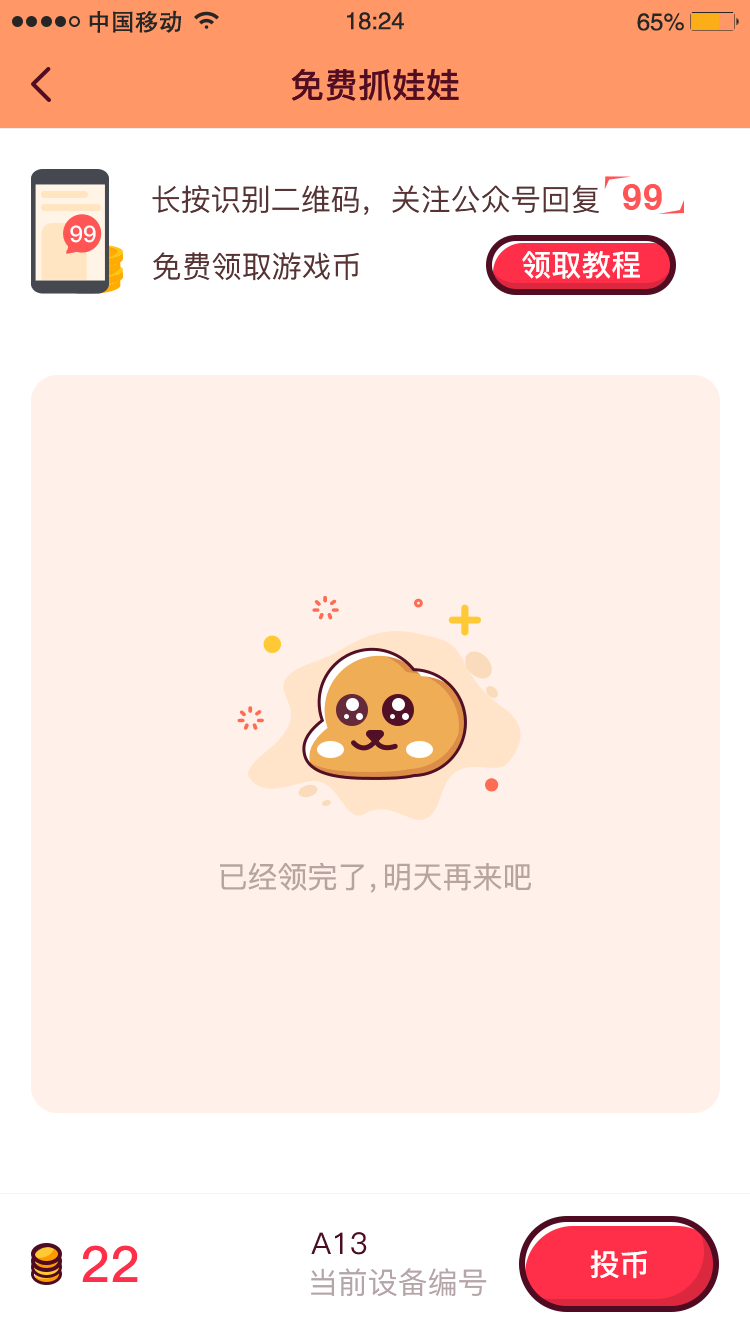 中国移动 18:24 65%
免费抓娃娃
长按识别二维码，关注公众号回复 99
99
免费领取游戏币 领取教程
已经领完了,明天再来吧
22
A13
当前设备编号
投币